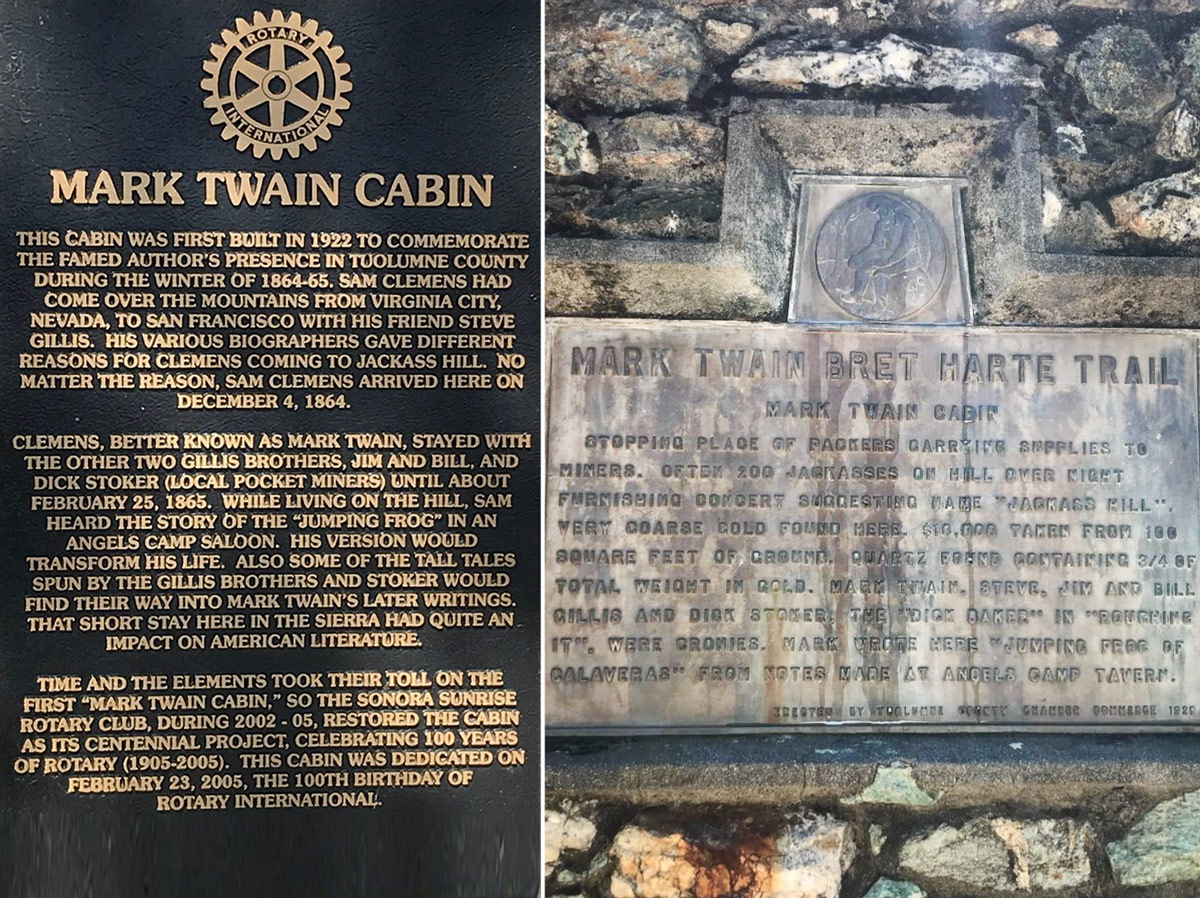 ROTARY
INTERNATIONAL
MARK TWAIN CABIN
THIS CABIN WAS FIRST BUILT IN 1922 TO COMMEMORATE
THE FAMED AUTHOR'S PRESENCE IN TUOLUMNE COUNTY
DURING THE WINTER OF 1864-65. SAM CLEMENS HAD
COME OVER THE MOUNTAINS FROM VIRGINIA CITY,
NEVADA, TO SAN FRANCISCO WITH HIS FRIEND STEVE
GILLIS. HIS VARIOUS BIOGRAPHERS GAVE DIFFERENT
REASONS FOR CLEMENS COMING TO JACKASS HILL. NO
MATTER THE REASON, SAM CLEMENS ARRIVED HERE ON
DECEMBER 4, 1864.
CLEMENS, BETTER KNOWN AS MARK TWAIN, STAYED WITH
THE OTHER TWO GILLIS BROTHERS, JIM AND BILL, AND
DICK STOKER (LOCAL POCKET MINERS) UNTIL ABOUT
FEBRUARY 25, 1865. WHILE LIVING ON THE HILL, SAM
HEARD THE STORY OF THE "JUMPING FROG" IN AN
ANGELS CAMP SALOON. HIS VERSION WOULD
TRANSFORM HIS LIFE. ALSO SOME OF THE TALL TALES
SPUN BY THE GILLIS BROTHERS AND STOKER WOULD
FIND THEIR WAY INTO MARK TWAIN'S LATER WRITINGS.
THAT SHORT STAY HERE IN THE SIERRA HAD QUITE AN
IMPACT ON AMERICAN LITERATURE.
TIME AND THE ELEMENTS TOOK THEIR TOLL ON THE
FIRST "MARK TWAIN CABIN," SO THE SONORA SUNRISE
ROTARY CLUB, DURING 2002 - 05, RESTORED THE CABIN
AS ITS CENTENNIAL PROJECT, CELEBRATING 100 YEARS
OF ROTARY (1905-2005). THIS CABIN WAS DEDICATED ON
FEBRUARY 23, 2005, THE 100TH BIRTHDAY OF
ROTARY INTERNATIONAL.
MARK TWAIN BRET HARTE TRAIL
MARK TWAIN CABIN
STOPPING PLACE OF PACKERS CARRYING SUPPLIES TO
MINERS. OFTEN 200 JACKASSES ON HILL OVER NIGHT
FURNISHING CONCERT SUGGESTING NAME "JACKASS HILL".
VERY COARSE GOLD FOUND HERE. $10,000 TAKEN FROM 100
SQUARE FEET OF GROUND. QUARTZ FOUND CONTAINING 3/4 OF
TOTAL WEIGHT IN GOLD. MARK TWAIN, STEVE, JIM AND BILL
GILLIS AND DICK STOKER, THE "DICK BAKER" IN "ROUGHING
IT", WERE CRONIES. MARK WROTE HERE "JUMPING FROG OF
CALAVERAS" FROM NOTES MADE AT ANGELS CAMP TAVERN.
ERECTED BY TUOLUMNE COUNTY CHAMBER COMMERCE